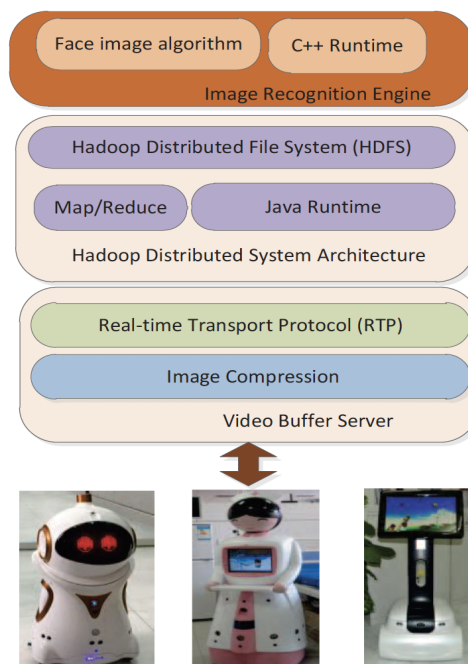 Face image algorithm
C++ Runtime
Image Recognition Engine
Hadoop Distributed File System (HDFS)
Map/Reduce
Java Runtime
Hadoop Distributed System Architecture
Real-time Transport Protocol (RTP)
Image Compression
Video Buffer Server